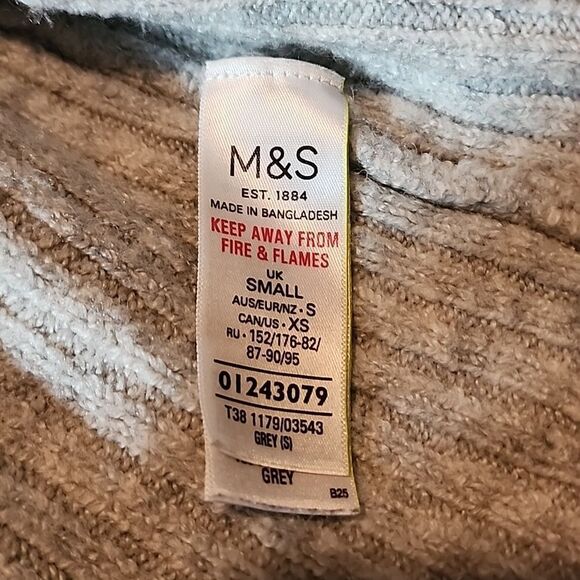 M&S
EST. 1884
MADE IN BANGLADESH
KEEP AWAY FROM
FIRE & FLAMES
UK
SMALL
AUS/EUR/NZ • S
CAN/US • XS
RU • 152/176-82/
87-90/95
01243079
T38 1179/03543
GREY (S)
GREY
B25